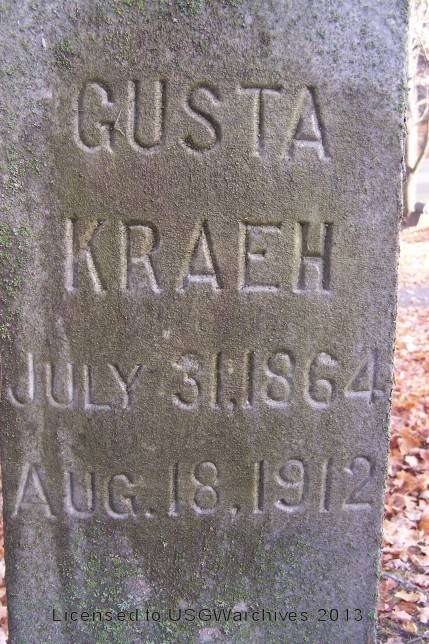 GUSTA
KRAEH
JULY 31, 1864
AUG. 18, 1912
Licensed to USGWarchives 2013